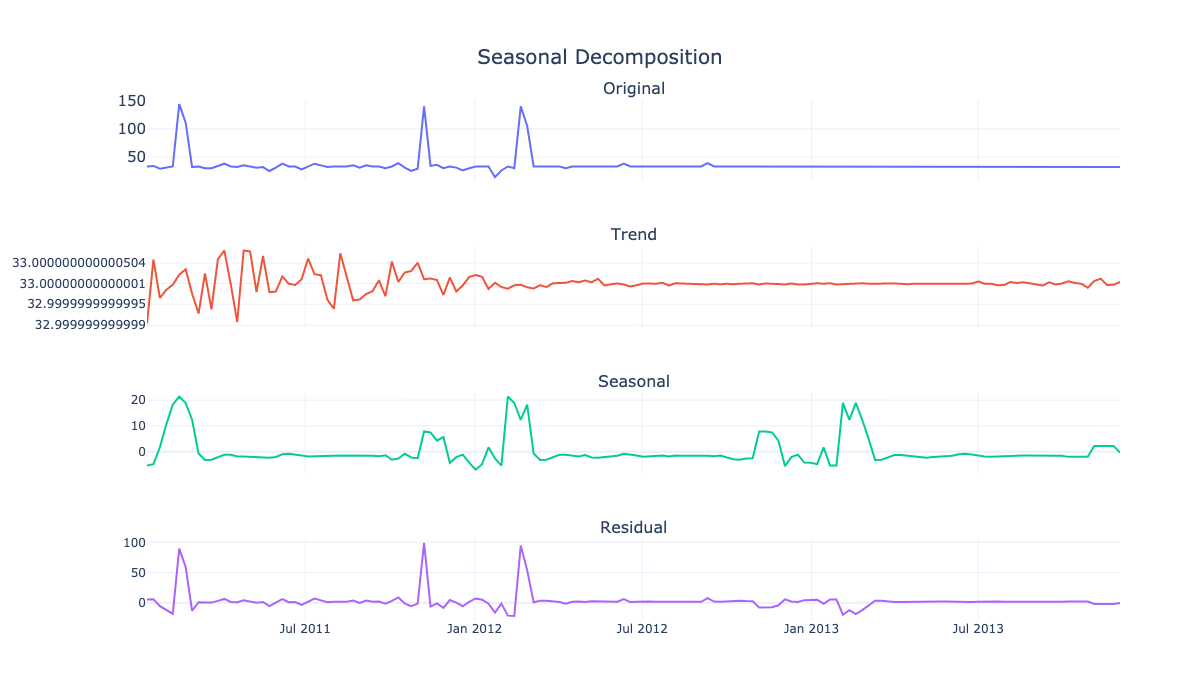 Seasonal Decomposition
Original
150
100
50
Trend
33.000000000000504
33.00000000000001
32.9999999999995
32.999999999999
Seasonal
20
10
0
Residual
100
50
0
Jul 2011 Jan 2012 Jul 2012 Jan 2013 Jul 2013